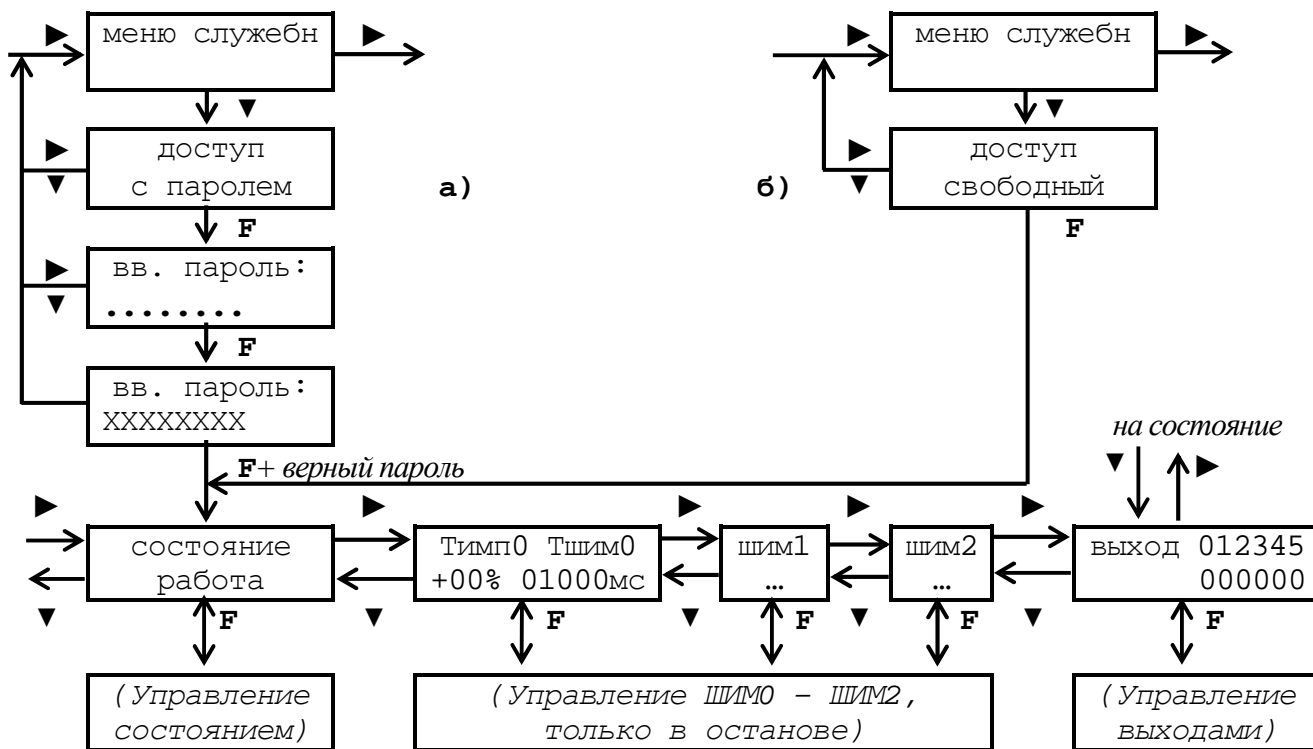 ► меню служебн ►
► меню служебн ►
▼
▼
► доступ
▼ с паролем
а)
б)
► доступ
▼ свободный
F
F
► вв. пароль:
▼ ........
F
вв. пароль:
XXXXXXXX
на состояние
▼ ►
F+ верный пароль
► ► ► ► ►
состояние
работа
Тимп0 Тшим0
+00% 01000мс
шим1
…
шим2
…
выход 012345
000000
▼ F ▼ F ▼ F ▼ F ▼ F
(Управление
состоянием)
(Управление ШИМ0 – ШИМ2,
только в останове)
(Управление
выходами)